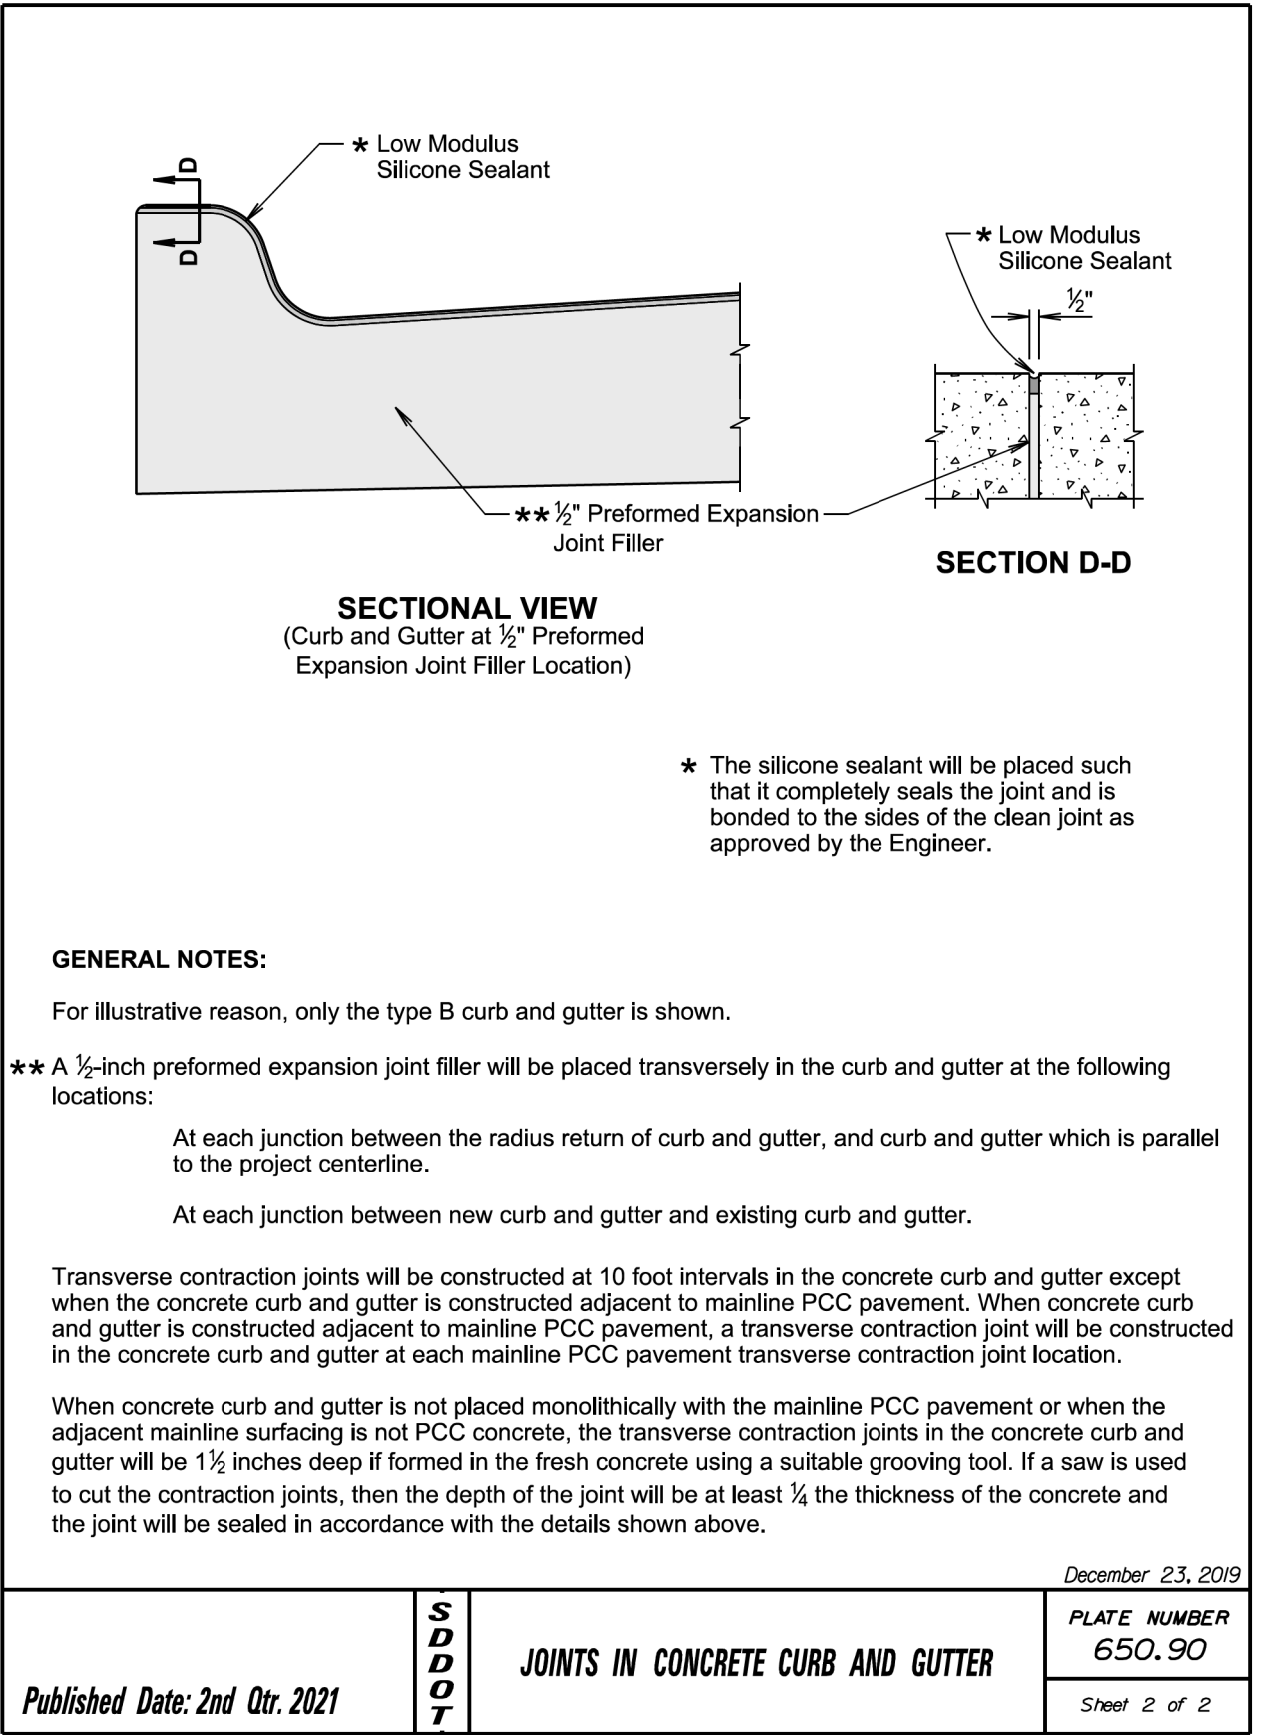 D
D
* Low Modulus
Silicone Sealant
* Low Modulus
Silicone Sealant
½"
** ½" Preformed Expansion
Joint Filler
SECTION D-D
SECTIONAL VIEW
(Curb and Gutter at ½" Preformed
Expansion Joint Filler Location)
* The silicone sealant will be placed such
that it completely seals the joint and is
bonded to the sides of the clean joint as
approved by the Engineer.
GENERAL NOTES:
For illustrative reason, only the type B curb and gutter is shown.
** A ½-inch preformed expansion joint filler will be placed transversely in the curb and gutter at the following
locations:
At each junction between the radius return of curb and gutter, and curb and gutter which is parallel
to the project centerline.
At each junction between new curb and gutter and existing curb and gutter.
Transverse contraction joints will be constructed at 10 foot intervals in the concrete curb and gutter except
when the concrete curb and gutter is constructed adjacent to mainline PCC pavement. When concrete curb
and gutter is constructed adjacent to mainline PCC pavement, a transverse contraction joint will be constructed
in the concrete curb and gutter at each mainline PCC pavement transverse contraction joint location.
When concrete curb and gutter is not placed monolithically with the mainline PCC pavement or when the
adjacent mainline surfacing is not PCC concrete, the transverse contraction joints in the concrete curb and
gutter will be 1½ inches deep if formed in the fresh concrete using a suitable grooving tool. If a saw is used
to cut the contraction joints, then the depth of the joint will be at least ¼ the thickness of the concrete and
the joint will be sealed in accordance with the details shown above.
December 23, 2019
Published Date: 2nd Qtr. 2021
S
D
D
O
T
JOINTS IN CONCRETE CURB AND GUTTER
PLATE NUMBER
650.90
Sheet 2 of 2